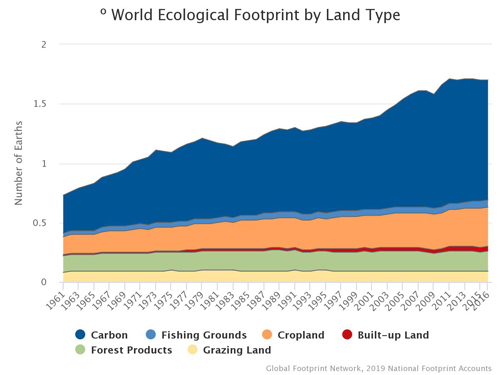 º World Ecological Footprint by Land Type
2
1.5
1
0.5
0
Number of Earths
1961 1963 1965 1967 1969 1971 1973 1975 1977 1979 1981 1983 1985 1987 1989 1991 1993 1995 1997 1999 2001 2003 2005 2007 2009 2011 2013 2015 2016
Carbon Fishing Grounds Cropland Built-up Land
Forest Products Grazing Land
Global Footprint Network, 2019 National Footprint Accounts